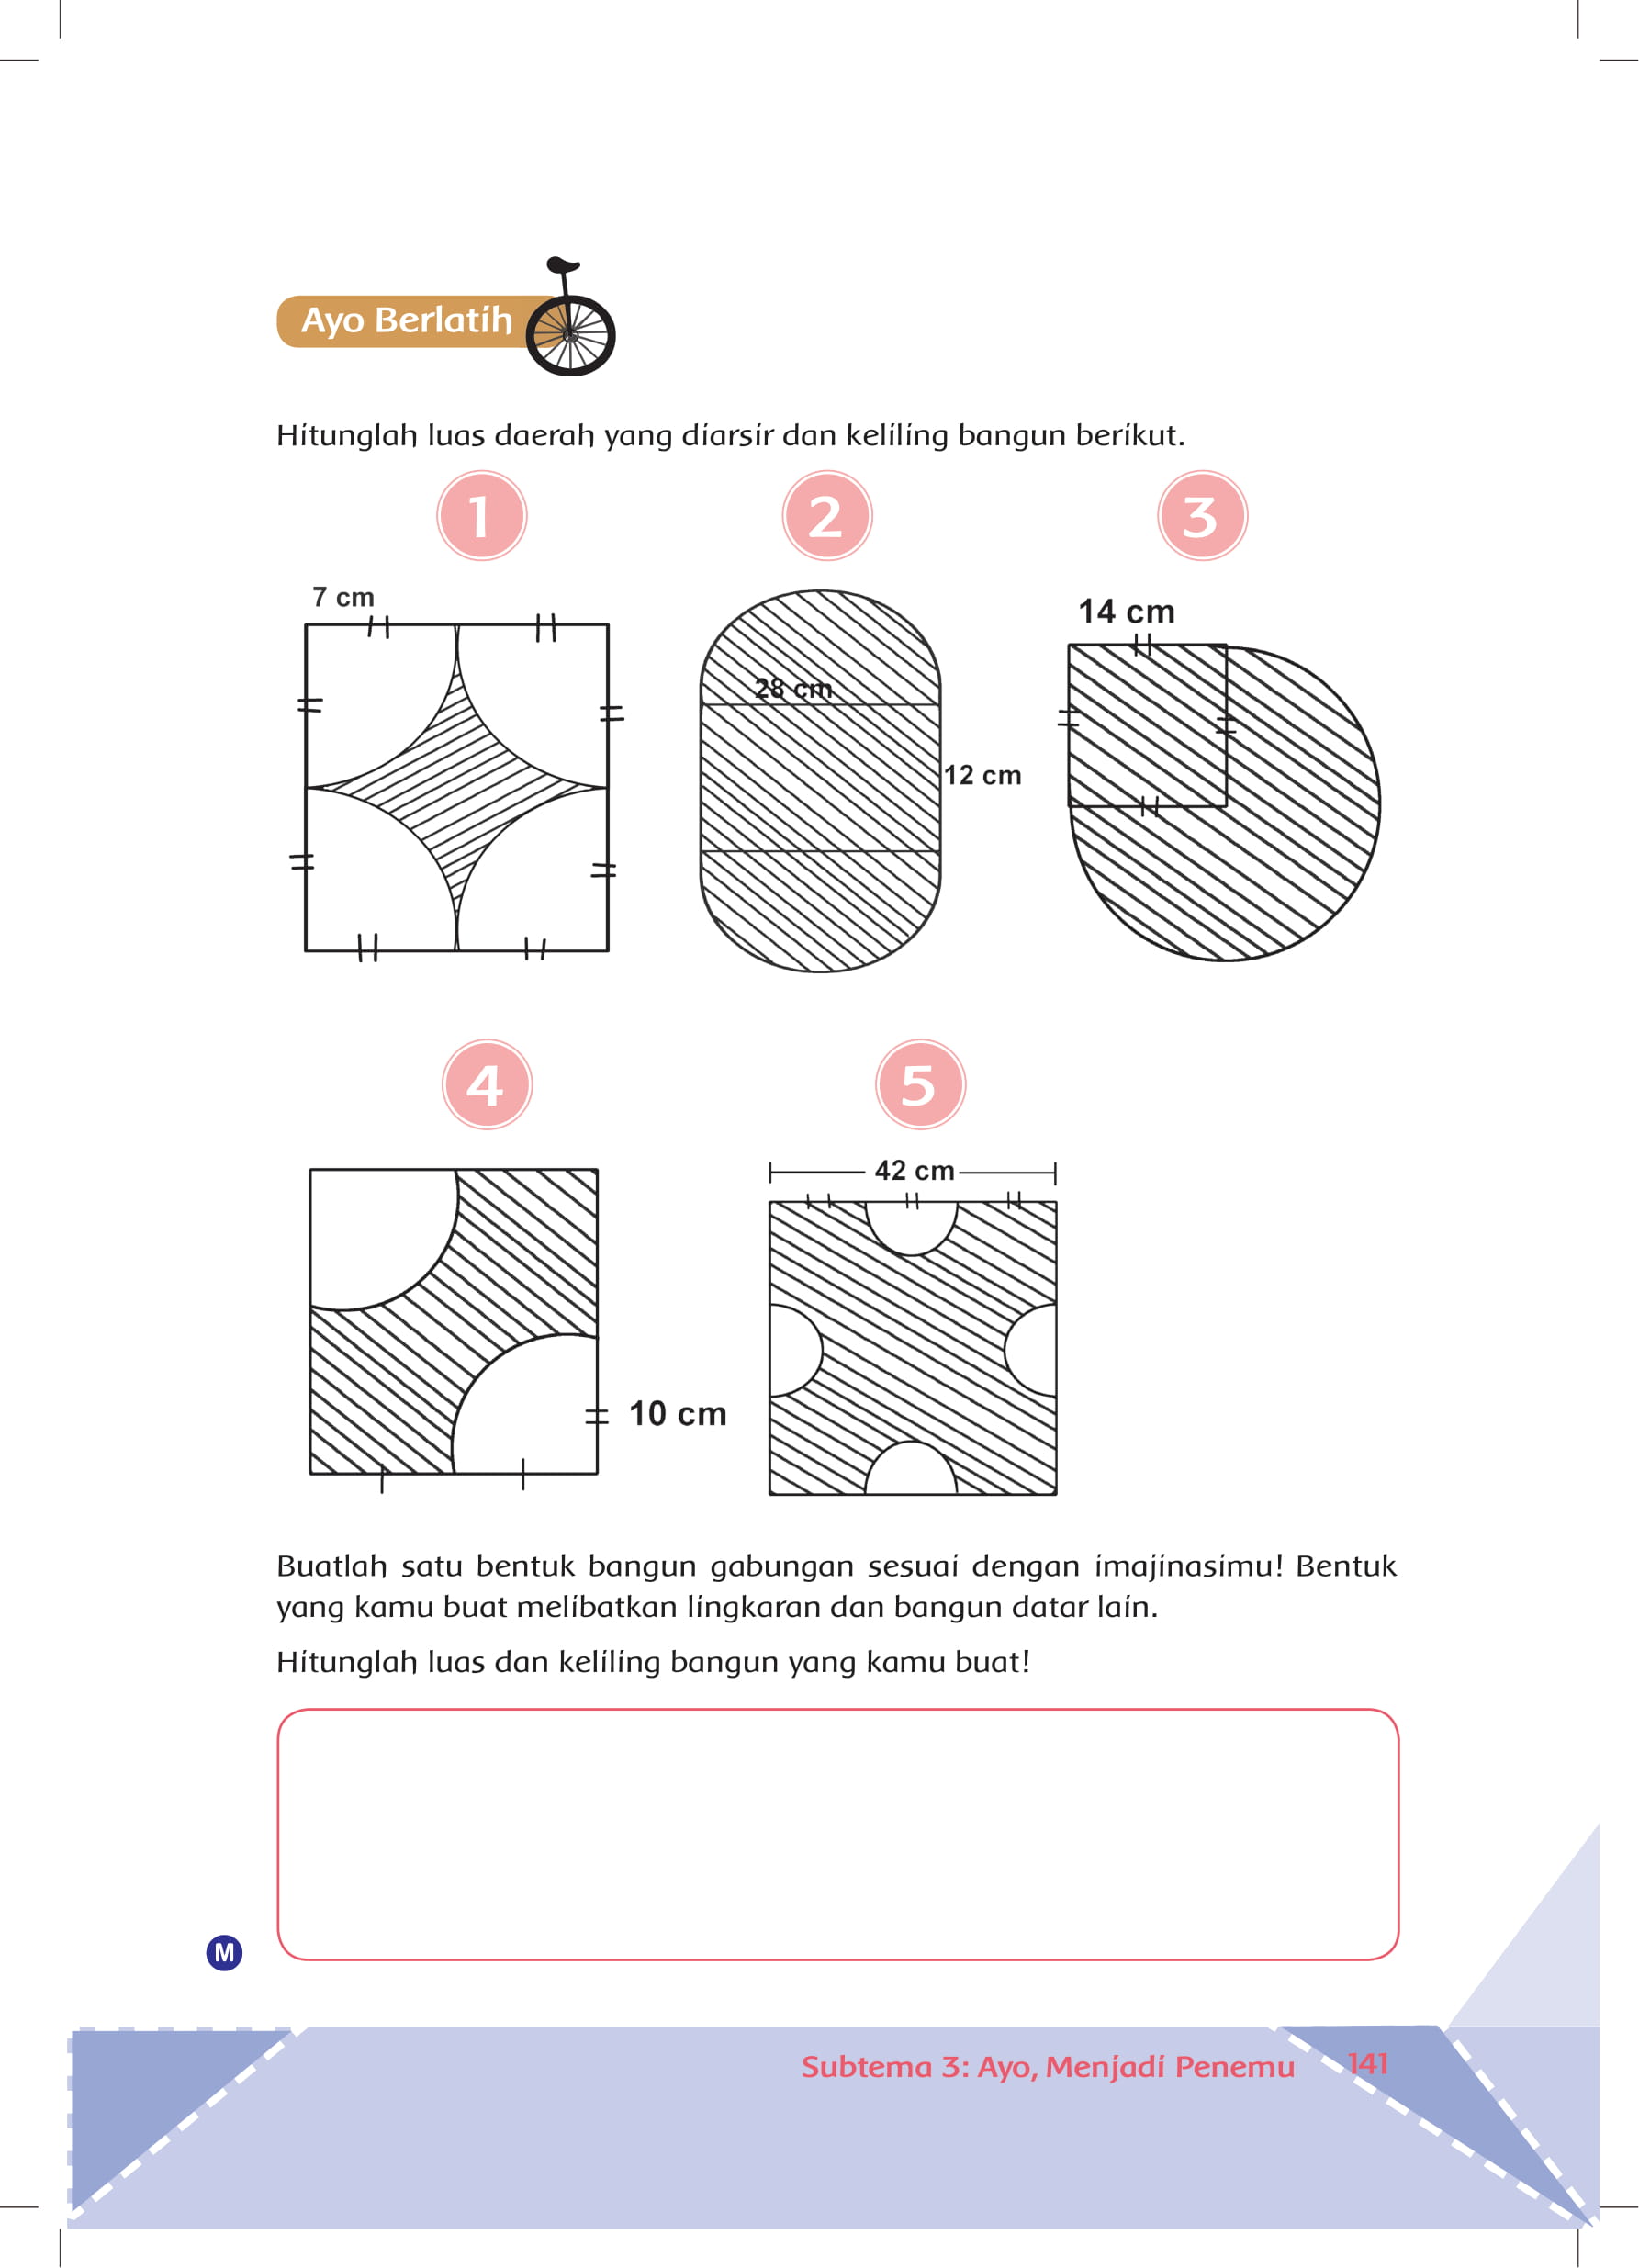 Ayo Berlatih
Hitunglah luas daerah yang diarsir dan keliling bangun berikut.
1
2
3
7 cm
28 cm
12 cm
14 cm
4
5
10 cm
42 cm
Buatlah satu bentuk bangun gabungan sesuai dengan imajinasimu! Bentuk
yang kamu buat melibatkan lingkaran dan bangun datar lain.
Hitunglah luas dan keliling bangun yang kamu buat!
M
Subtema 3: Ayo, Menjadi Penemu
141